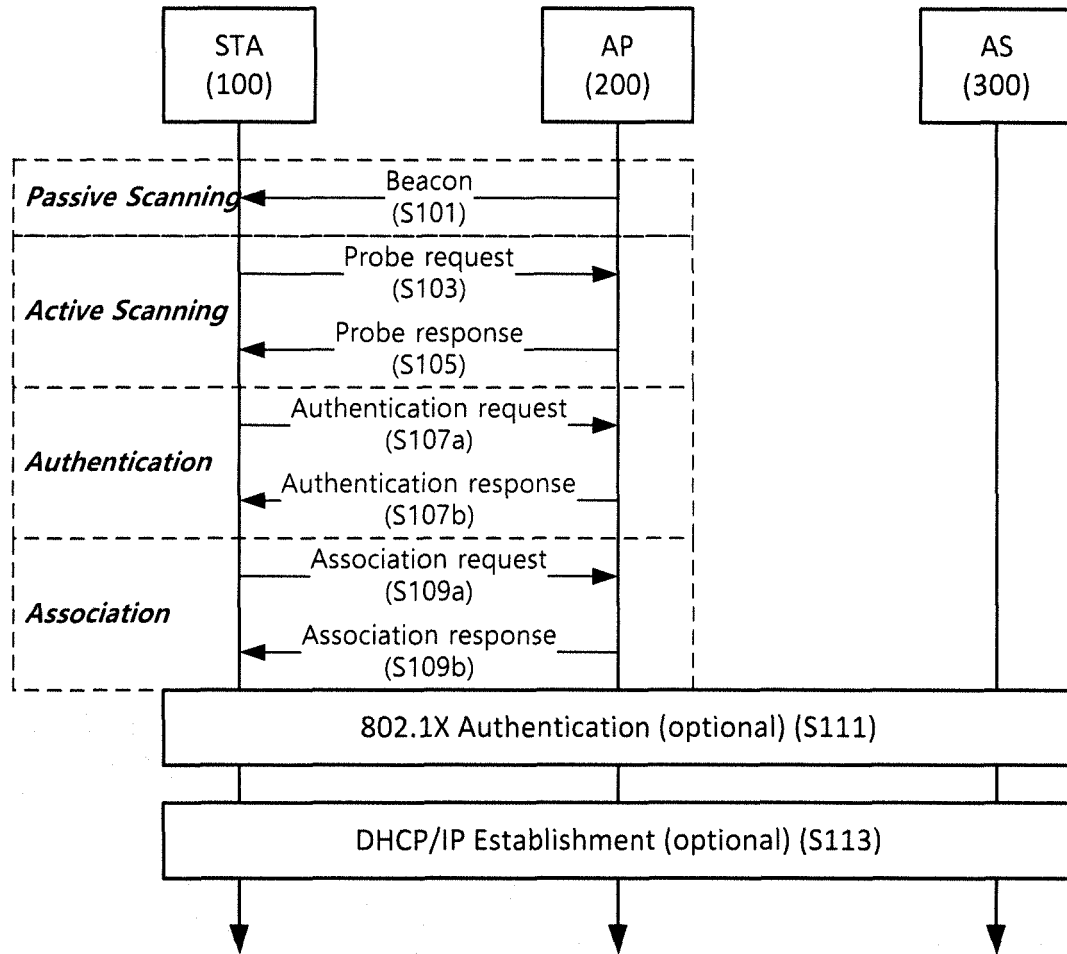 STA
(100)
AP
(200)
AS
(300)
Passive Scanning
Beacon
(S101)
Active Scanning
Probe request
(S103)
Probe response
(S105)
Authentication
Authentication request
(S107a)
Authentication response
(S107b)
Association
Association request
(S109a)
Association response
(S109b)
802.1X Authentication (optional) (S111)
DHCP/IP Establishment (optional) (S113)